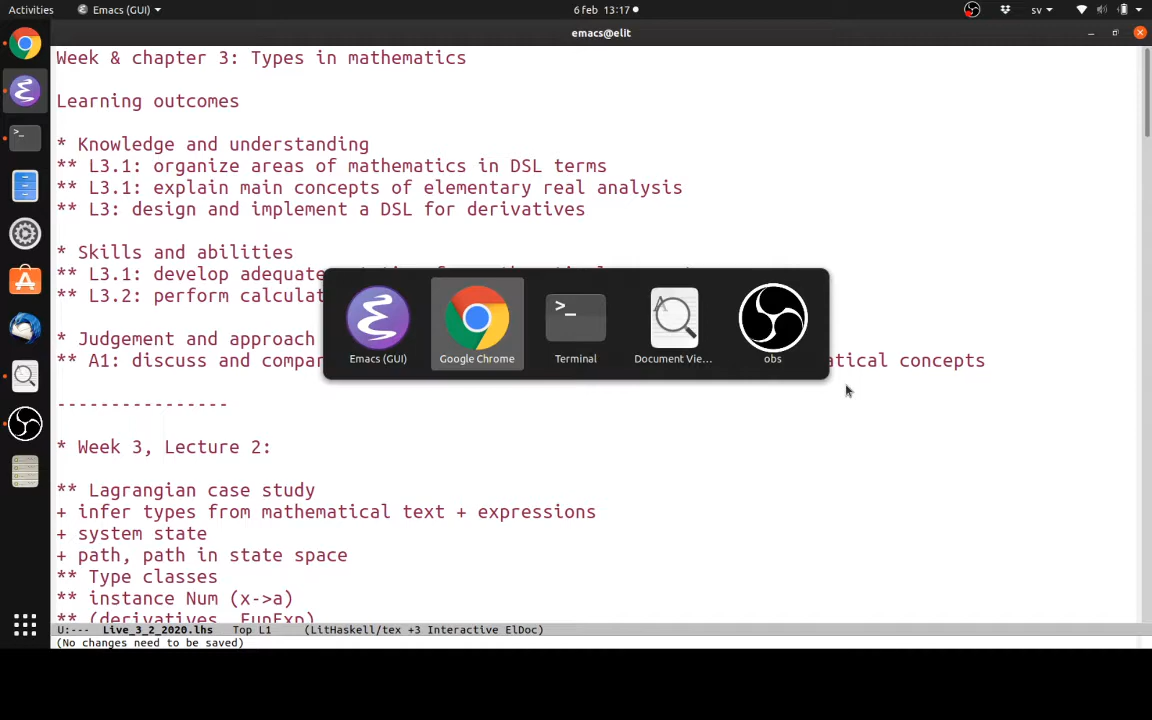 Activities
Emacs (GUI)
6 feb 13:17
sv
emacs@elit
Week & chapter 3: Types in mathematics
Learning outcomes
* Knowledge and understanding
** L3.1: organize areas of mathematics in DSL terms
** L3.1: explain main concepts of elementary real analysis
** L3: design and implement a DSL for derivatives
* Skills and abilities
** L3.1: develop adequate
** L3.2: perform calculat
* Judgement and approach
** A1: discuss and compar
atical concepts
Emacs (GUI)
Google Chrome
>_
Terminal
Document Vie...
obs
---------------- 
* Week 3, Lecture 2:
** Lagrangian case study
+ infer types from mathematical text + expressions
+ system state
+ path, path in state space
** Type classes
** instance Num (x->a)
** (derivatives, FunExp)
U:--- Live_3_2_2020.lhs Top L1 (LitHaskell/tex +3 Interactive ElDoc)
(No changes need to be saved)